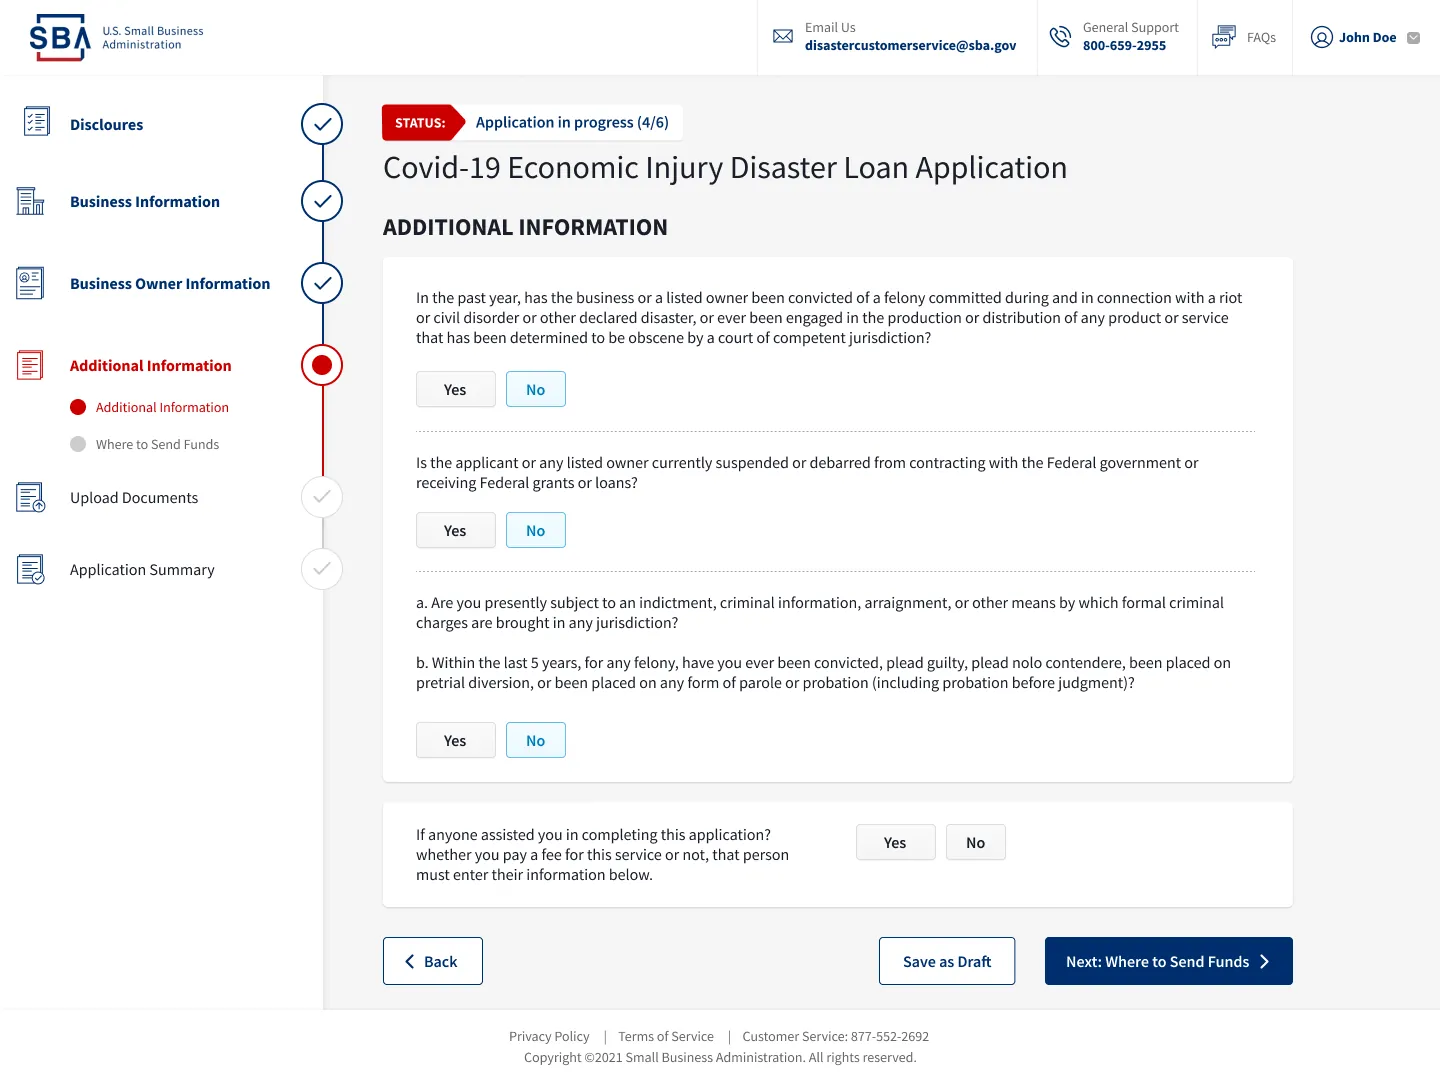 SBA
U.S. Small Business
Administration
Email Us
disastercustomerservice@sba.gov
General Support
800-659-2955
FAQs
John Doe
Discloures
Business Information
Business Owner Information
Additional Information
Additional Information
Where to Send Funds
Upload Documents
Application Summary
STATUS:
Application in progress (4/6)
Covid-19 Economic Injury Disaster Loan Application
ADDITIONAL INFORMATION
In the past year, has the business or a listed owner been convicted of a felony committed during and in connection with a riot
or civil disorder or other declared disaster, or ever been engaged in the production or distribution of any product or service
that has been determined to be obscene by a court of competent jurisdiction?
Yes No
Is the applicant or any listed owner currently suspended or debarred from contracting with the Federal government or
receiving Federal grants or loans?
Yes No
a. Are you presently subject to an indictment, criminal information, arraignment, or other means by which formal criminal
charges are brought in any jurisdiction?
b. Within the last 5 years, for any felony, have you ever been convicted, plead guilty, plead nolo contendere, been placed on
pretrial diversion, or been placed on any form of parole or probation (including probation before judgment)?
Yes No
If anyone assisted you in completing this application?
whether you pay a fee for this service or not, that person
must enter their information below.
Yes No
Back
Save as Draft
Next: Where to Send Funds
Privacy Policy | Terms of Service | Customer Service: 877-552-2692
Copyright ©2021 Small Business Administration. All rights reserved.